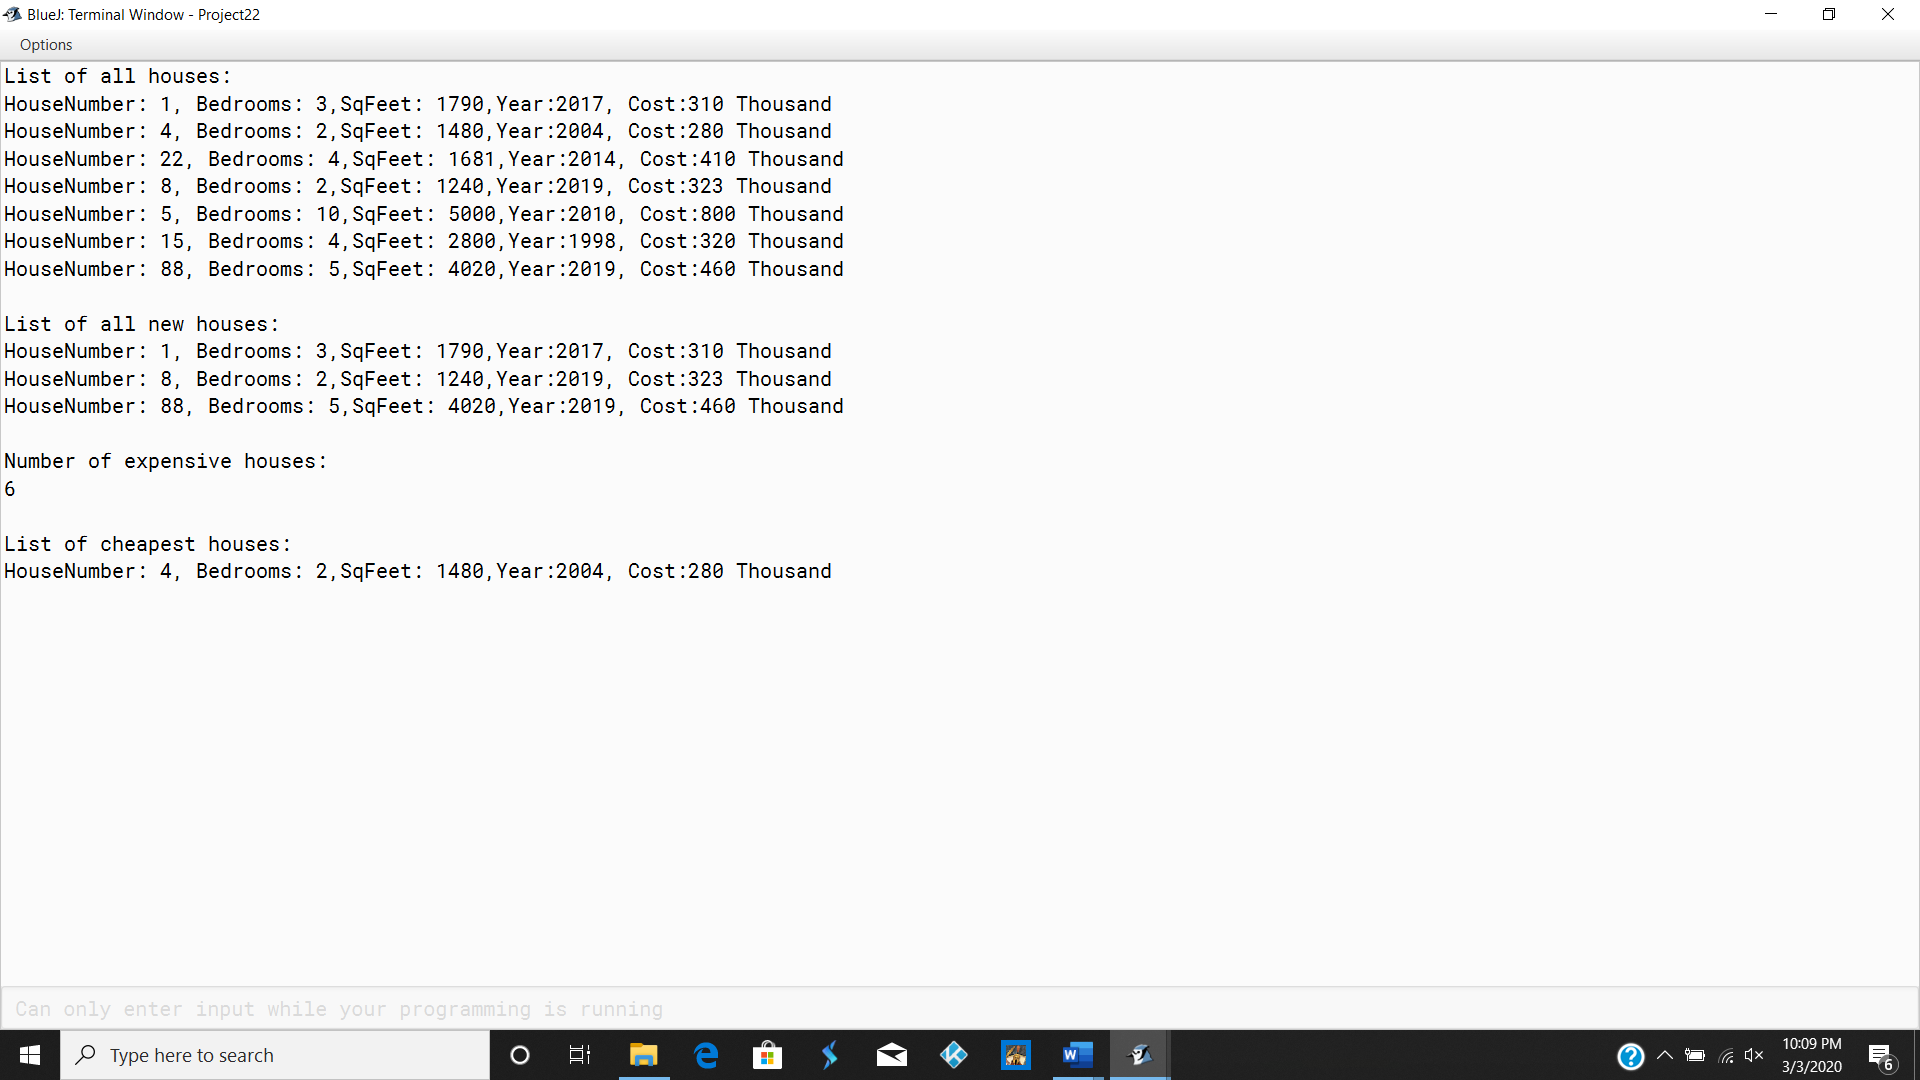 BlueJ: Terminal Window - Project22
Options
List of all houses:
HouseNumber: 1, Bedrooms: 3,SqFeet: 1790,Year:2017, Cost:310 Thousand
HouseNumber: 4, Bedrooms: 2,SqFeet: 1480,Year:2004, Cost:280 Thousand
HouseNumber: 22, Bedrooms: 4,SqFeet: 1681,Year:2014, Cost:410 Thousand
HouseNumber: 8, Bedrooms: 2,SqFeet: 1240,Year:2019, Cost:323 Thousand
HouseNumber: 5, Bedrooms: 10,SqFeet: 5000,Year:2010, Cost:800 Thousand
HouseNumber: 15, Bedrooms: 4,SqFeet: 2800,Year:1998, Cost:320 Thousand
HouseNumber: 88, Bedrooms: 5,SqFeet: 4020,Year:2019, Cost:460 Thousand
List of all new houses:
HouseNumber: 1, Bedrooms: 3,SqFeet: 1790,Year:2017, Cost:310 Thousand
HouseNumber: 8, Bedrooms: 2,SqFeet: 1240,Year:2019, Cost:323 Thousand
HouseNumber: 88, Bedrooms: 5,SqFeet: 4020,Year:2019, Cost:460 Thousand
Number of expensive houses:
6
List of cheapest houses:
HouseNumber: 4, Bedrooms: 2,SqFeet: 1480,Year:2004, Cost:280 Thousand
Can only enter input while your programming is running
Type here to search
W
?
10:09 PM
3/3/2020
6